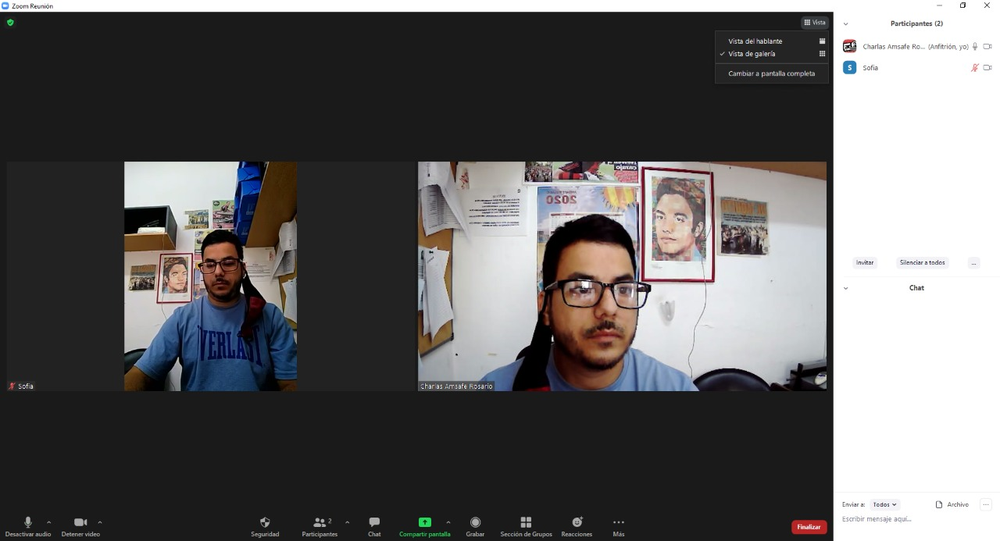 Zoom Reunión
Vista
Vista del hablante
Vista de galería
Cambiar a pantalla completa
Participantes (2)
Charlas Amsafe Ro... (Anfitrión, yo)
S
Sofia
Invitar
Silenciar a todos
...
Chat
2020
EVERLAST
Sofia
Charlas Amsafe Rosario
Enviar a:
Todos
Archivo
Escribir mensaje aquí...
Desactivar audio
Detener video
Seguridad
Participantes
2
Chat
Compartir pantalla
Grabar
Sección de Grupos
Reacciones
Más
Finalizar